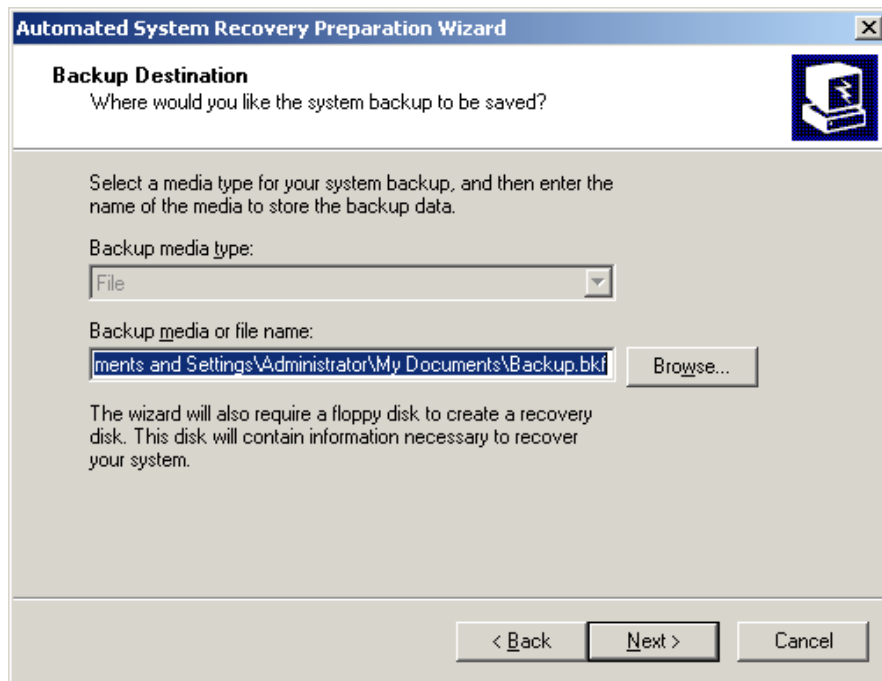 Automated System Recovery Preparation Wizard
Backup Destination
Where would you like the system backup to be saved?
Select a media type for your system backup, and then enter the
name of the media to store the backup data.
Backup media type:
File
Backup media or file name:
ments and Settings\Administrator\My Documents\Backup.bkf
Browse...
The wizard will also require a floppy disk to create a recovery
disk. This disk will contain information necessary to recover
your system.
< Back Next > Cancel